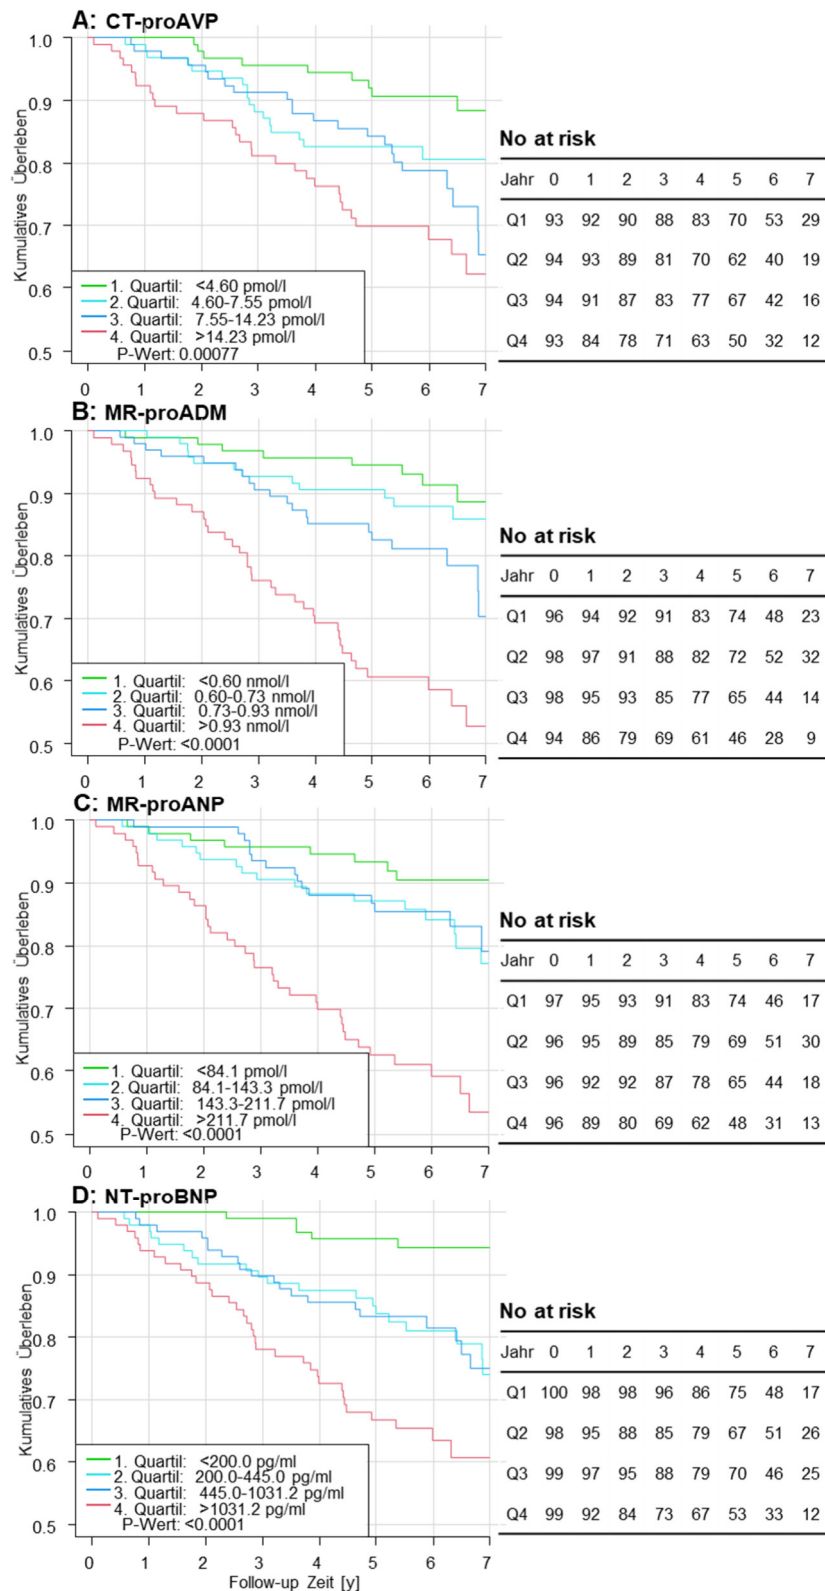 A: CT-proAVP
1.0
0.9
0.8
0.7
0.6
0.5
Kumulatives Überleben
1. Quartil: <4.60 pmol/l
2. Quartil: 4.60-7.55 pmol/l
3. Quartil: 7.55-14.23 pmol/l
4. Quartil: >14.23 pmol/l
P-Wert: 0.00077
0 1 2 3 4 5 6 7
No at risk
Jahr 0 1 2 3 4 5 6 7
Q1 93 92 90 88 83 70 53 29
Q2 94 93 89 81 70 62 40 19
Q3 94 91 87 83 77 67 42 16
Q4 93 84 78 71 63 50 32 12
B: MR-proADM
1.0
0.9
0.8
0.7
0.6
0.5
Kumulatives Überleben
1. Quartil: <0.60 nmol/l
2. Quartil: 0.60-0.73 nmol/l
3. Quartil: 0.73-0.93 nmol/l
4. Quartil: >0.93 nmol/l
P-Wert: <0.0001
0 1 2 3 4 5 6 7
No at risk
Jahr 0 1 2 3 4 5 6 7
Q1 96 94 92 91 83 74 48 23
Q2 98 97 91 88 82 72 52 32
Q3 98 95 93 85 77 65 44 14
Q4 94 86 79 69 61 46 28 9
C: MR-proANP
1.0
0.9
0.8
0.7
0.6
0.5
Kumulatives Überleben
1. Quartil: <84.1 pmol/l
2. Quartil: 84.1-143.3 pmol/l
3. Quartil: 143.3-211.7 pmol/l
4. Quartil: >211.7 pmol/l
P-Wert: <0.0001
0 1 2 3 4 5 6 7
No at risk
Jahr 0 1 2 3 4 5 6 7
Q1 97 95 93 91 83 74 46 17
Q2 96 95 89 85 79 69 51 30
Q3 96 92 92 87 78 65 44 18
Q4 96 89 80 69 62 48 31 13
D: NT-proBNP
1.0
0.9
0.8
0.7
0.6
0.5
Kumulatives Überleben
1. Quartil: <200.0 pg/ml
2. Quartil: 200.0-445.0 pg/ml
3. Quartil: 445.0-1031.2 pg/ml
4. Quartil: >1031.2 pg/ml
P-Wert: <0.0001
0 1 2 3 4 5 6 7
Follow-up Zeit [y]
No at risk
Jahr 0 1 2 3 4 5 6 7
Q1 100 98 98 96 86 75 48 17
Q2 98 95 88 85 79 67 51 26
Q3 99 97 95 88 79 70 46 25
Q4 99 92 84 73 67 53 33 12